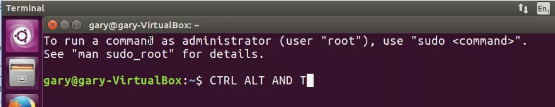 Terminal
En
gary@gary-VirtualBox: ~
To run a command as administrator (user "root"), use "sudo <command>".
See "man sudo_root" for details.
gary@gary-VirtualBox:~$ CTRL ALT AND T